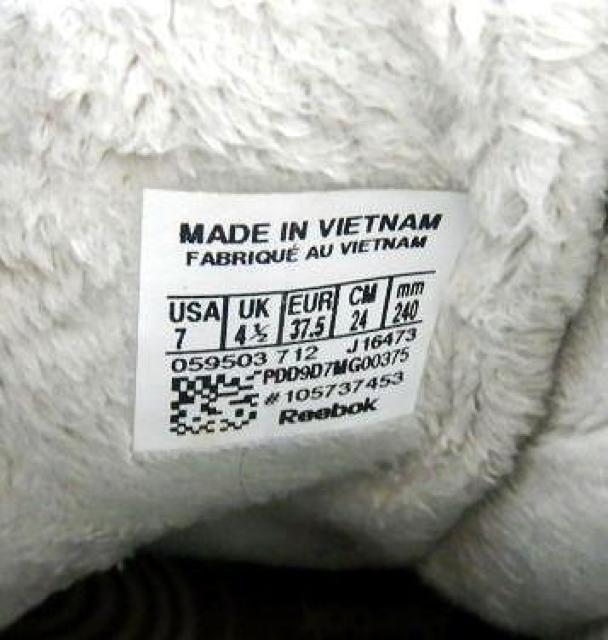 MADE IN VIETNAM
FABRIQUÉ AU VIETNAM
USA UK EUR CM mm
7 4½ 37.5 24 240
059503 712 J16473
PDD9D7MG00375
#105737453
Reebok